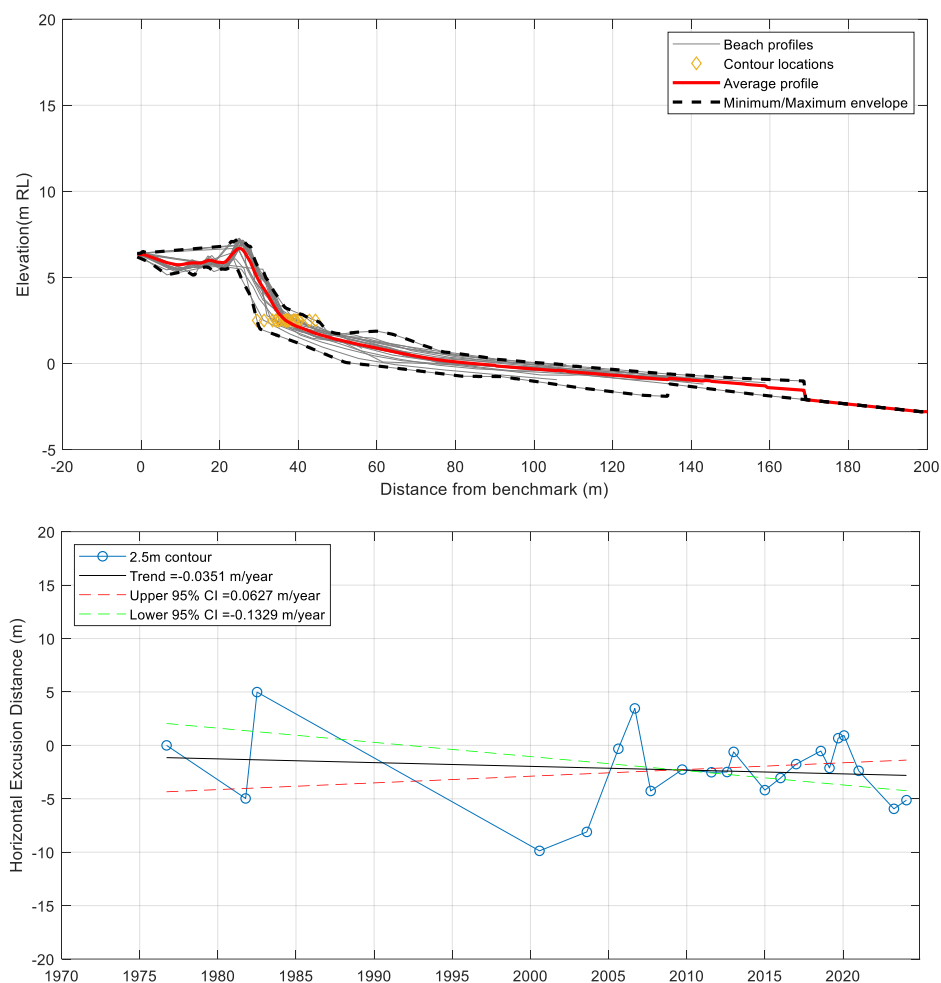 20
15
10
5
0
-5
Elevation(m RL)
Beach profiles
Contour locations
Average profile
Minimum/Maximum envelope
-20 0 20 40 60 80 100 120 140 160 180 200
Distance from benchmark (m)
20
15
10
5
0
-5
-10
-15
-20
Horizontal Excusion Distance (m)
2.5m contour
Trend =-0.0351 m/year
Upper 95% CI =0.0627 m/year
Lower 95% CI =-0.1329 m/year
1970 1975 1980 1985 1990 1995 2000 2005 2010 2015 2020